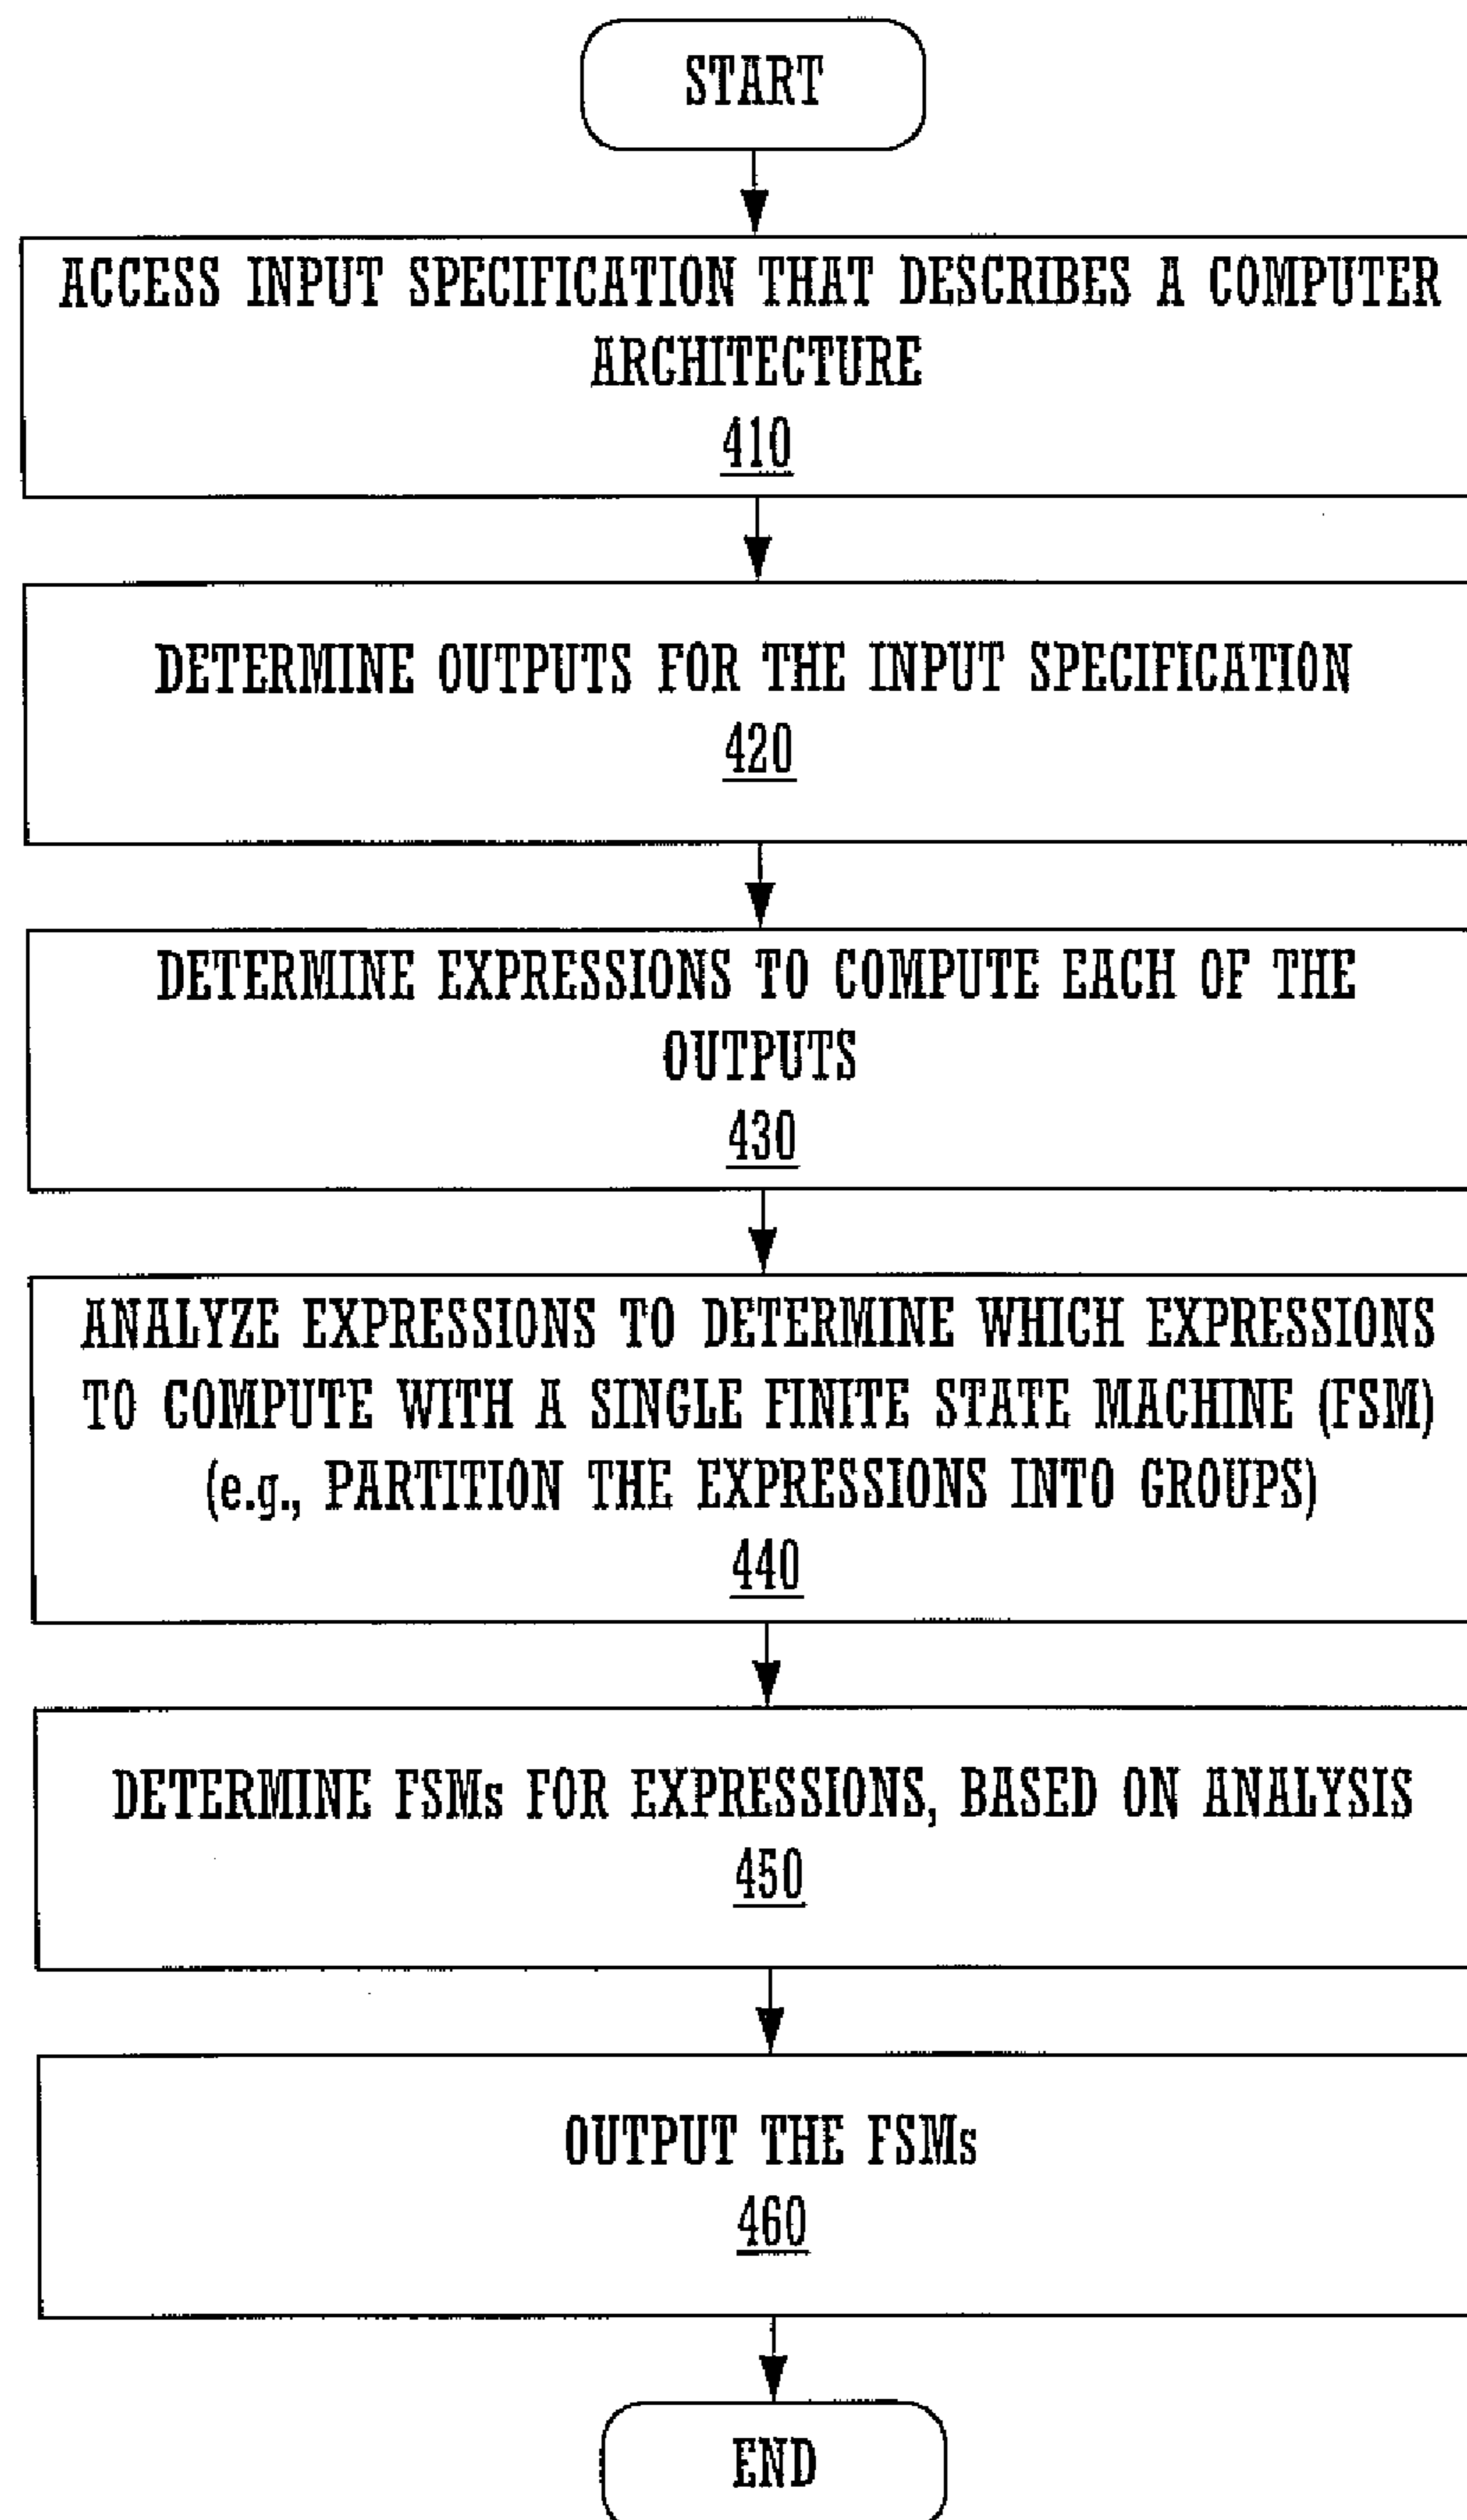 START
ACCESS INPUT SPECIFICATION THAT DESCRIBES A COMPUTER
ARCHITECTURE
410
DETERMINE OUTPUTS FOR THE INPUT SPECIFICATION
420
DETERMINE EXPRESSIONS TO COMPUTE EACH OF THE
OUTPUTS
430
ANALYZE EXPRESSIONS TO DETERMINE WHICH EXPRESSIONS
TO COMPUTE WITH A SINGLE FINITE STATE MACHINE (FSM)
(e.g., PARTITION THE EXPRESSIONS INTO GROUPS)
440
DETERMINE FSMs FOR EXPRESSIONS, BASED ON ANALYSIS
450
OUTPUT THE FSMs
460
END